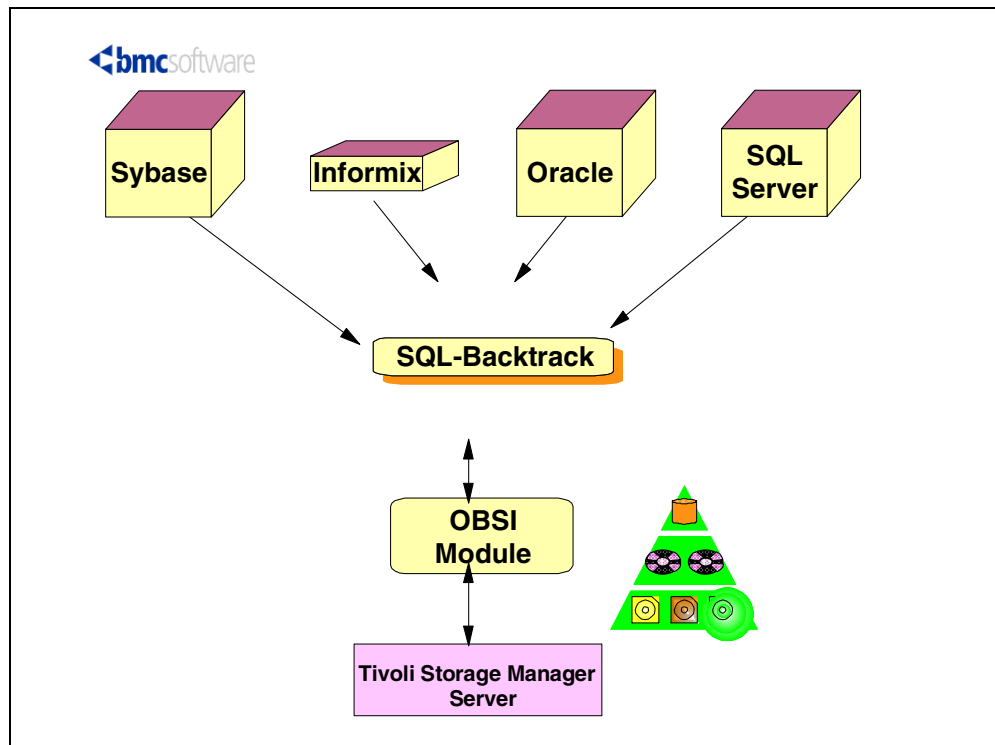 bmcsoftware
Sybase
Informix
Oracle
SQL
Server
SQL-Backtrack
OBSI
Module
Tivoli Storage Manager
Server